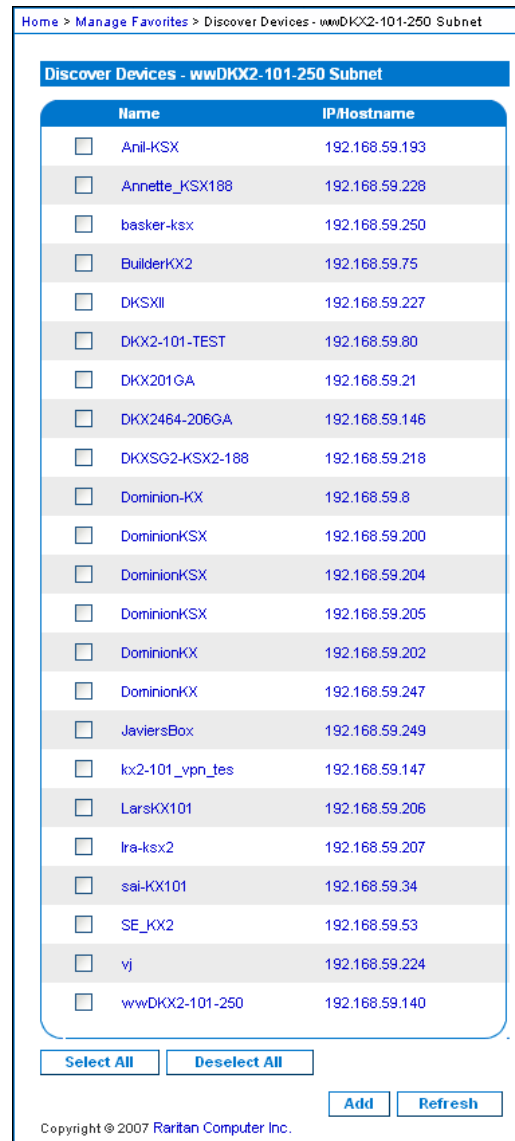 Home > Manage Favorites > Discover Devices - wwDKX2-101-250 Subnet
Discover Devices - wwDKX2-101-250 Subnet
Name IP/Hostname
Anil-KSX 192.168.59.193
Annette_KSX188 192.168.59.228
basker-ksx 192.168.59.250
BuilderKX2 192.168.59.75
DKSXII 192.168.59.227
DKX2-101-TEST 192.168.59.80
DKX201GA 192.168.59.21
DKX2464-206GA 192.168.59.146
DKXSG2-KSX2-188 192.168.59.218
Dominion-KX 192.168.59.8
DominionKSX 192.168.59.200
DominionKSX 192.168.59.204
DominionKSX 192.168.59.205
DominionKX 192.168.59.202
DominionKX 192.168.59.247
JaviersBox 192.168.59.249
kx2-101_vpn_tes 192.168.59.147
LarsKX101 192.168.59.206
lra-ksx2 192.168.59.207
sai-KX101 192.168.59.34
SE_KX2 192.168.59.53
vj 192.168.59.224
wwDKX2-101-250 192.168.59.140
Select All Deselect All
Add Refresh
Copyright © 2007 Raritan Computer Inc.